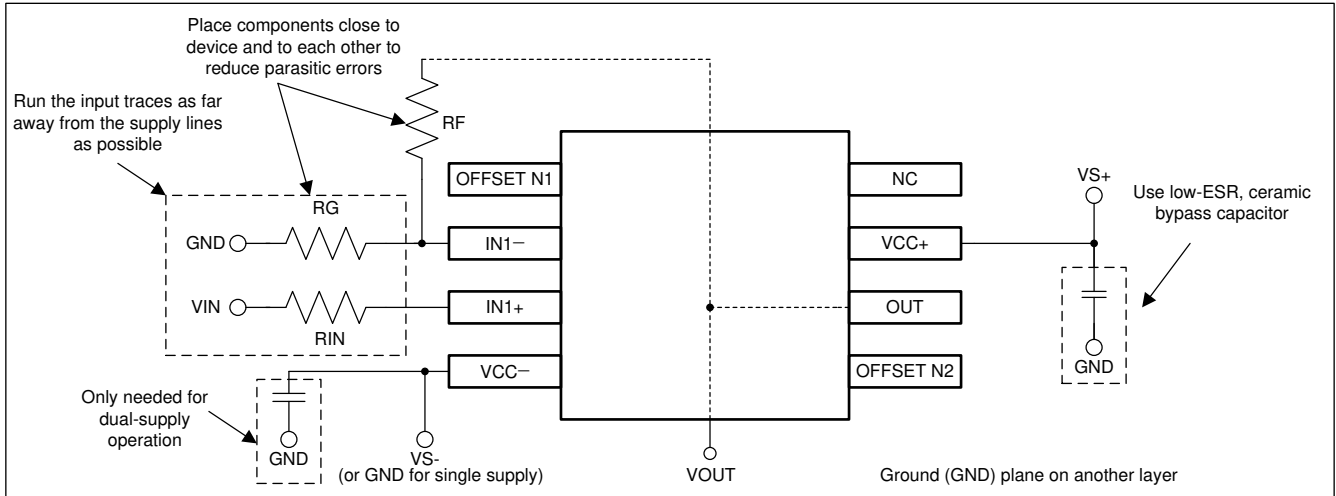 Place components close to
device and to each other to
reduce parasitic errors
Run the input traces as far
away from the supply lines
as possible
RF
OFFSET N1
NC
VS+
Use low-ESR, ceramic
bypass capacitor
RG
GND
IN1−
VCC+
VIN
IN1+
OUT
RIN
VCC−
OFFSET N2
GND
Only needed for
dual-supply
operation
GND
VS-
(or GND for single supply)
VOUT
Ground (GND) plane on another layer